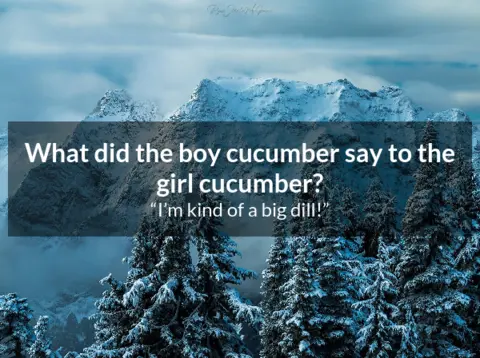 What did the boy cucumber say to the
girl cucumber?
“I’m kind of a big dill!”